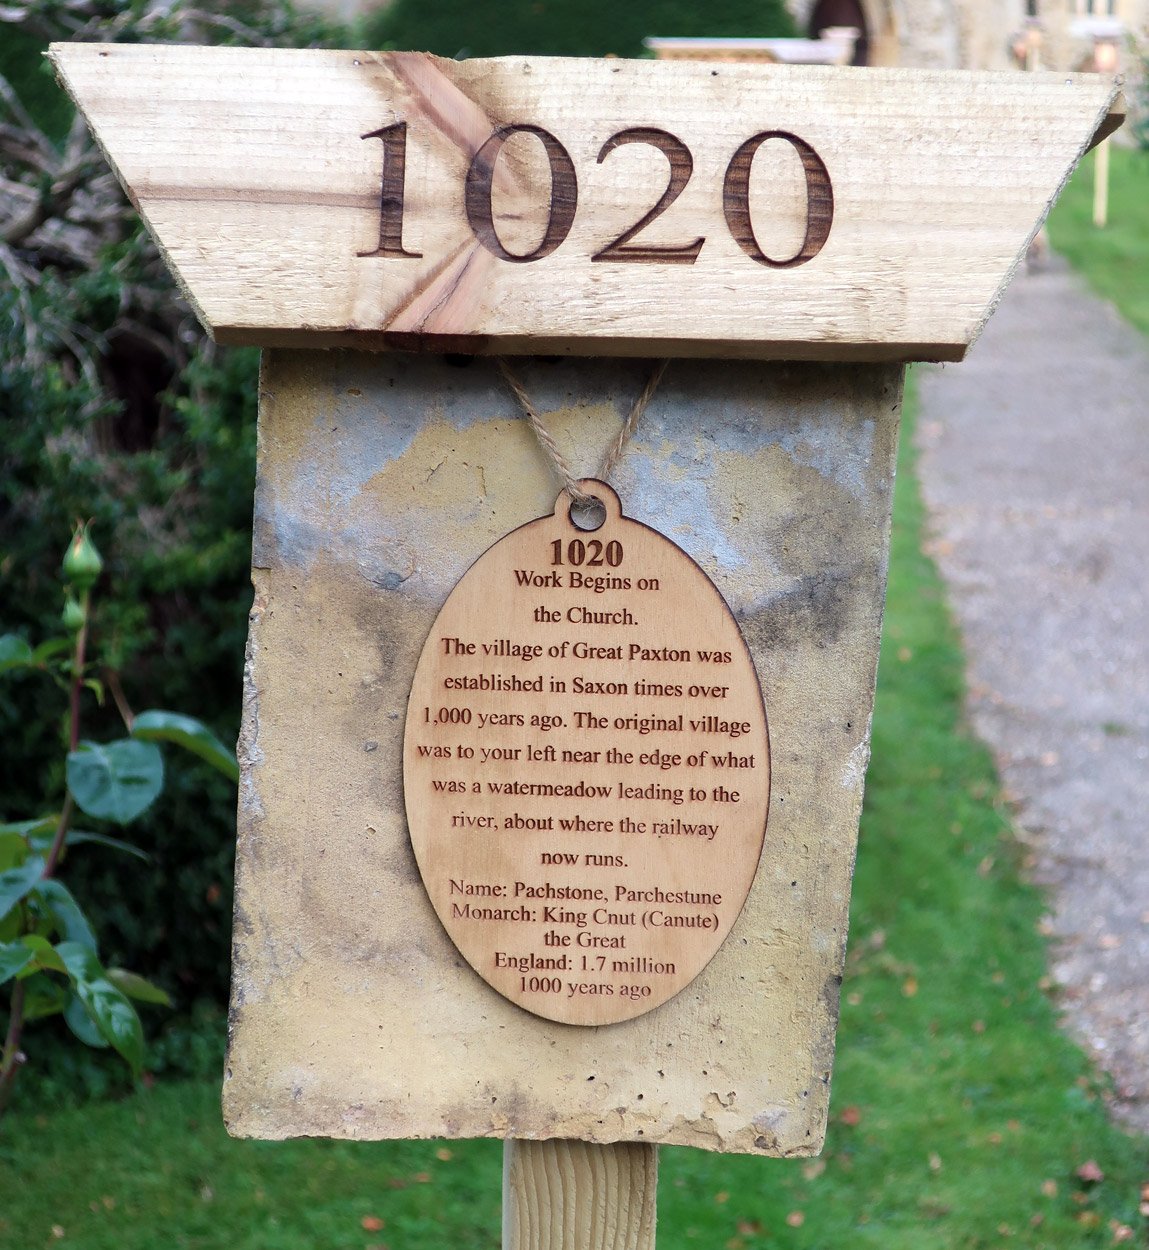 1020
1020
Work Begins on
the Church.
The village of Great Paxton was
established in Saxon times over
1,000 years ago. The original village
was to your left near the edge of what
was a watermeadow leading to the
river, about where the railway
now runs.
Name: Pachstone, Parchestune
Monarch: King Cnut (Canute)
the Great
England: 1.7 million
1000 years ago